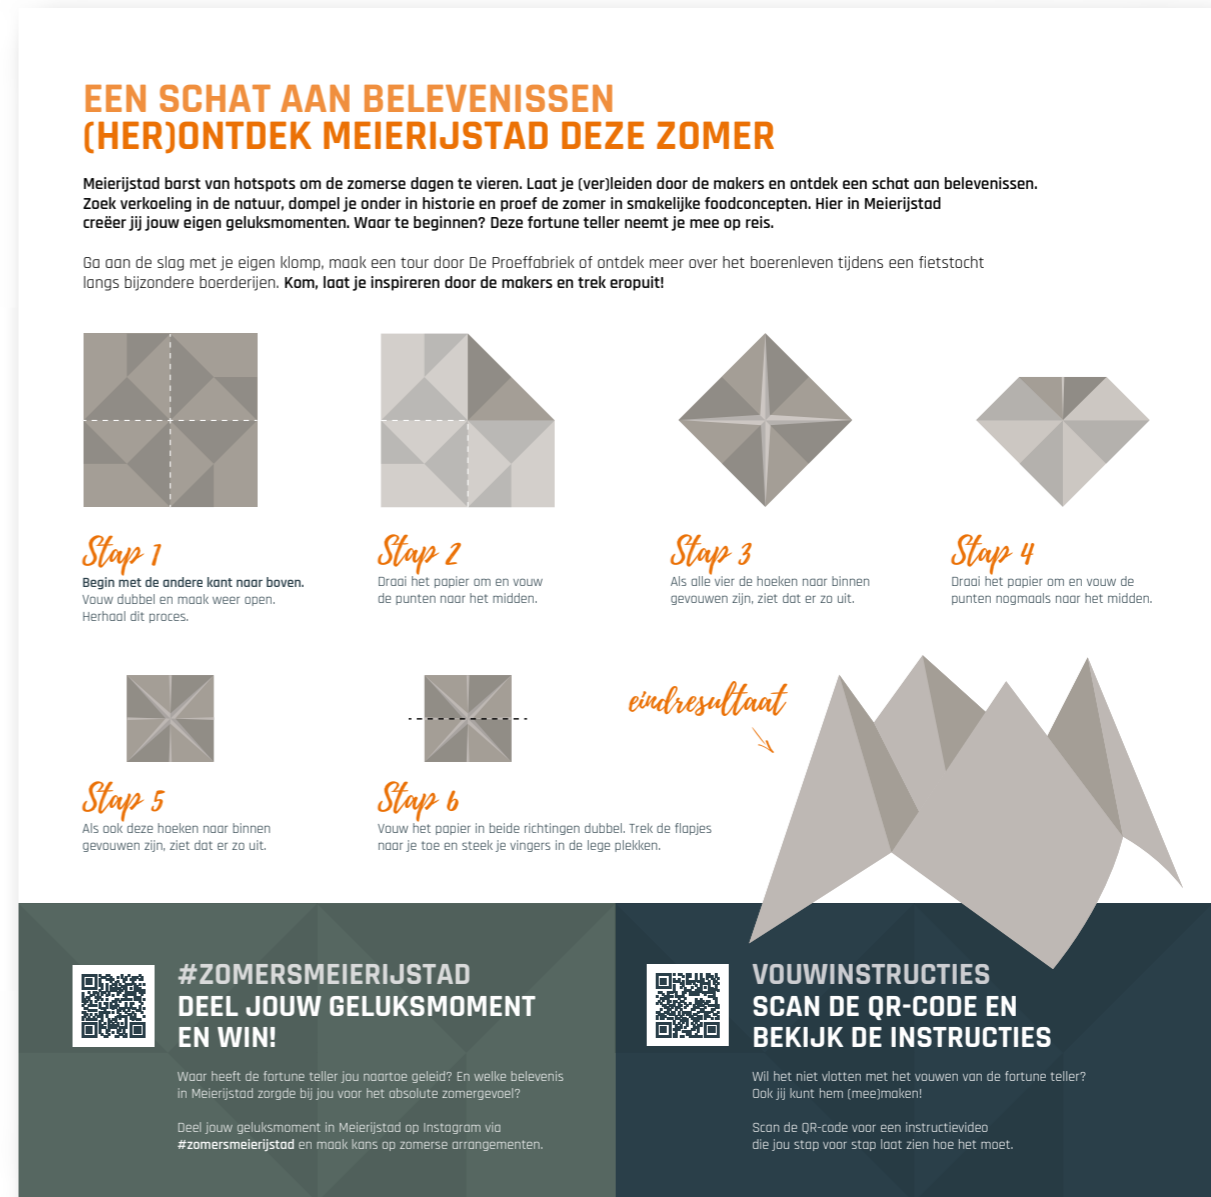 EEN SCHAT AAN BELEVENISSEN
(HER)ONTDEK MEIERIJSTAD DEZE ZOMER
Meierijstad barst van hotspots om de zomerse dagen te vieren. Laat je (ver)leiden door de makers en ontdek een schat aan belevenissen.
Zoek verkoeling in de natuur, dompel je onder in historie en proef de zomer in smakelijke foodconcepten. Hier in Meierijstad
creëer jij jouw eigen geluksmomenten. Waar te beginnen? Deze fortune teller neemt je mee op reis.
Ga aan de slag met je eigen klomp, maak een tour door De Proeffabriek of ontdek meer over het boerenleven tijdens een fietstocht
langs bijzondere boerderijen. Kom, laat je inspireren door de makers en trek eropuit!
Stap 1
Begin met de andere kant naar boven.
Vouw dubbel en maak weer open.
Herhaal dit proces.
Stap 2
Draai het papier om en vouw
de punten naar het midden.
Stap 3
Als alle vier de hoeken naar binnen
gevouwen zijn, ziet dat er zo uit.
Stap 4
Draai het papier om en vouw de
punten nogmaals naar het midden.
Stap 5
Als ook deze hoeken naar binnen
gevouwen zijn, ziet dat er zo uit.
Stap 6
Vouw het papier in beide richtingen dubbel. Trek de flapjes
naar je toe en steek je vingers in de lege plekken.
eindresultaat
#ZOMERSMEIERIJSTAD
DEEL JOUW GELUKSMOMENT
EN WIN!
Waar heeft de fortune teller jou naartoe geleid? En welke belevenis
in Meierijstad zorgde bij jou voor het absolute zomergevoel?
Deel jouw geluksmoment in Meierijstad op Instagram via
#zomersmeierijstad en maak kans op zomerse arrangementen.
VOUWINSTRUCTIES
SCAN DE QR-CODE EN
BEKIJK DE INSTRUCTIES
Wil het niet vlotten met het vouwen van de fortune teller?
Ook jij kunt hem (mee)maken!
Scan de QR-code voor een instructievideo
die jou stap voor stap laat zien hoe het moet.